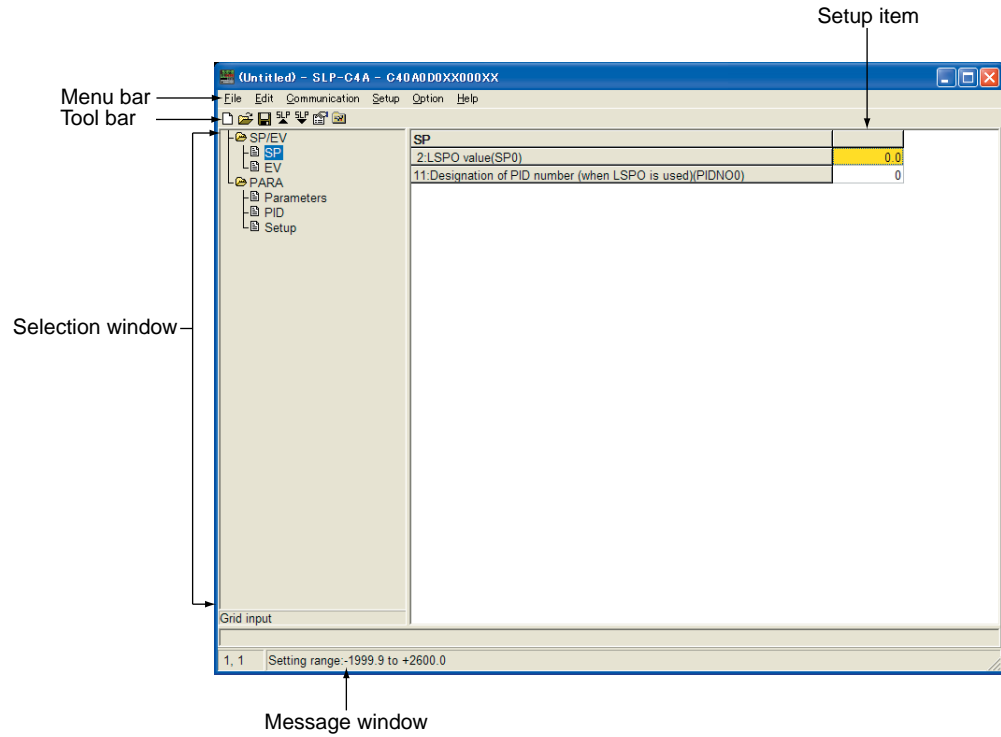 Setup item
(Untitled) - SLP-C4A - C40A0D0XX000XX
Menu bar
File Edit Communication Setup Option Help
Tool bar
SLP SLP
SP/EV
SP
EV
PARA
Parameters
PID
Setup
SP
2:LSPO value(SP0) 0.0
11:Designation of PID number (when LSPO is used)(PIDNO0) 0
Selection window
Grid input
1, 1 Setting range:-1999.9 to +2600.0
Message window